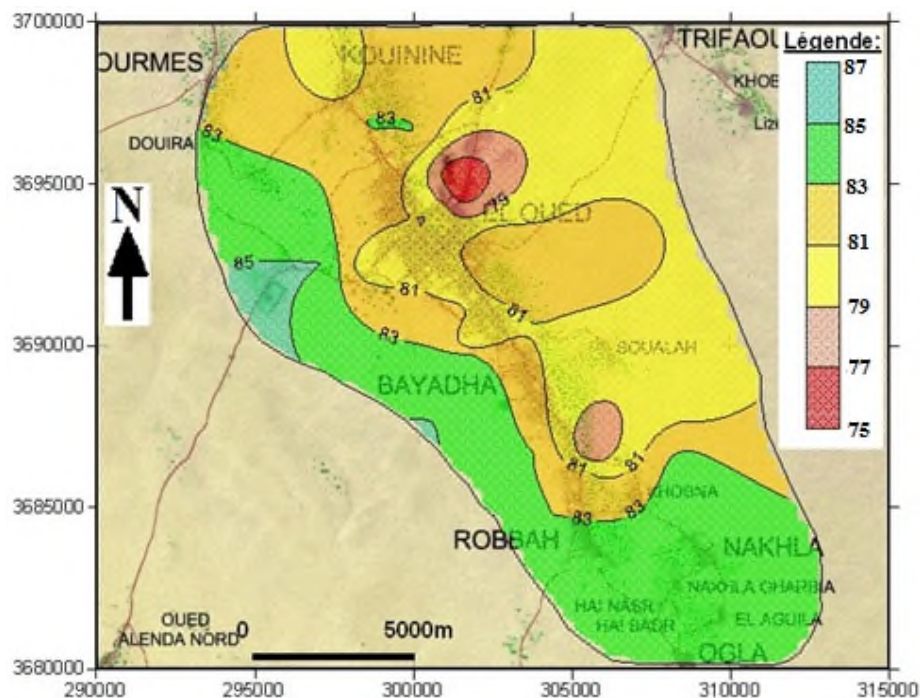 3700000
OURMES
KOUININE
TRIFAOU
Légende:
87
KHOB
81
85
83
83
DOUIRA
83
3695000
N
79
EL OUED
81
85
79
81
81
83
77
3690000
SOUALAH
BAYADHA
75
81
81
3685000
KHOBNA
83
83
ROBBAH
NAKHLA
NAKHLA GHARBIA
HAI NASR
OUED
ALENDA NORD
0
5000m
HAI BADR
EL AGUILA
OGLA
3680000
290000
295000
300000
305000
310000
315000